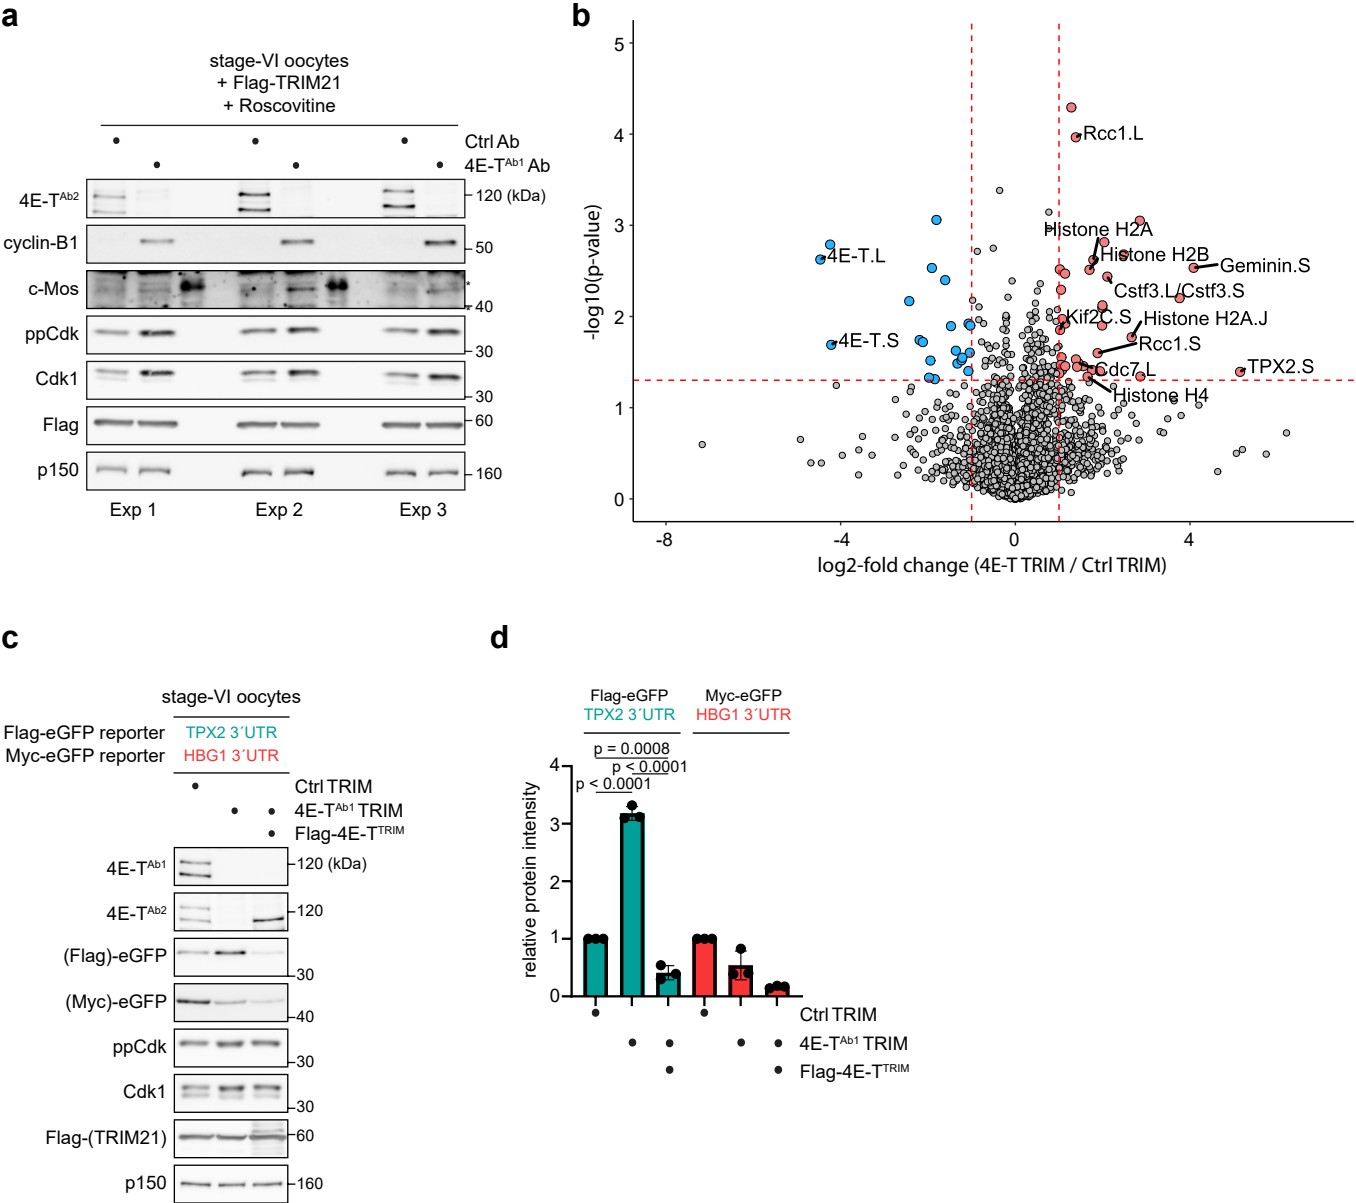 a
stage-VI oocytes
+ Flag-TRIM21
+ Roscovitine
Ctrl Ab
4E-T^Ab1 Ab
4E-T^Ab2
120 (kDa)
cyclin-B1
50
c-Mos
*
40
ppCdk
30
Cdk1
30
Flag
60
p150
160
Exp 1
Exp 2
Exp 3
b
-log10(p-value)
5
4
3
2
1
0
-8
-4
0
4
log2-fold change (4E-T TRIM / Ctrl TRIM)
Rcc1.L
Histone H2A
Histone H2B
4E-T.L
Geminin.S
Cstf3.L/Cstf3.S
Kif2C.S
Histone H2A.J
4E-T.S
Rcc1.S
Cdc7.L
TPX2.S
Histone H4
c
stage-VI oocytes
Flag-eGFP reporter
TPX2 3´UTR
Myc-eGFP reporter
HBG1 3´UTR
Ctrl TRIM
4E-T^Ab1 TRIM
Flag-4E-T^TRIM
4E-T^Ab1
120 (kDa)
4E-T^Ab2
120
(Flag)-eGFP
30
(Myc)-eGFP
40
ppCdk
30
Cdk1
30
Flag-(TRIM21)
60
p150
160
d
Flag-eGFP
TPX2 3´UTR
Myc-eGFP
HBG1 3´UTR
p = 0.0008
p < 0.0001
p < 0.0001
relative protein intensity
4
3
2
1
0
Ctrl TRIM
4E-T^Ab1 TRIM
Flag-4E-T^TRIM